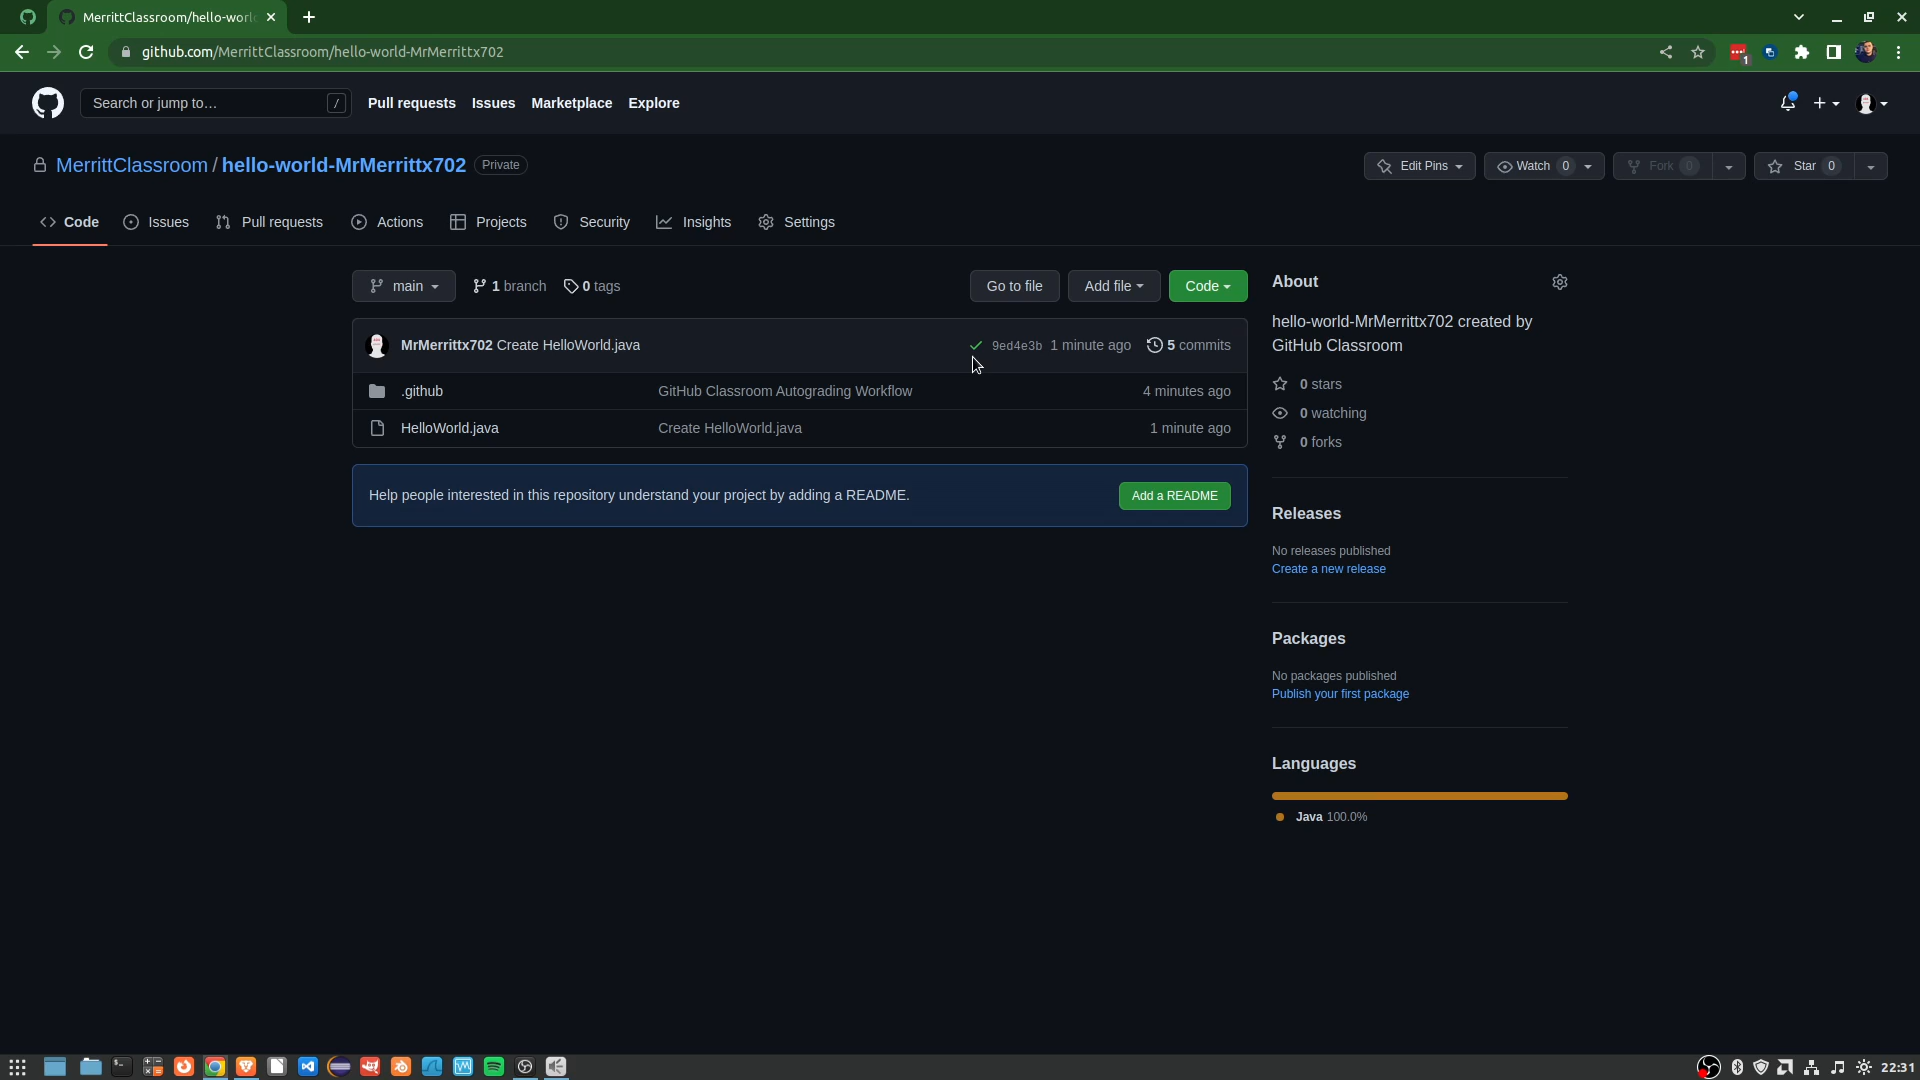 MerrittClassroom/hello-worl
github.com/MerrittClassroom/hello-world-MrMerrittx702
1
Search or jump to… /
Pull requests Issues Marketplace Explore
MerrittClassroom / hello-world-MrMerrittx702 Private
Edit Pins Watch 0 Fork 0 Star 0
Code Issues Pull requests Actions Projects Security Insights Settings
main 1 branch 0 tags Go to file Add file Code
MrMerrittx702 Create HelloWorld.java 9ed4e3b 1 minute ago 5 commits
.github GitHub Classroom Autograding Workflow 4 minutes ago
HelloWorld.java Create HelloWorld.java 1 minute ago
Help people interested in this repository understand your project by adding a README. Add a README
About
hello-world-MrMerrittx702 created by
GitHub Classroom
0 stars
0 watching
0 forks
Releases
No releases published
Create a new release
Packages
No packages published
Publish your first package
Languages
Java 100.0%
22:31